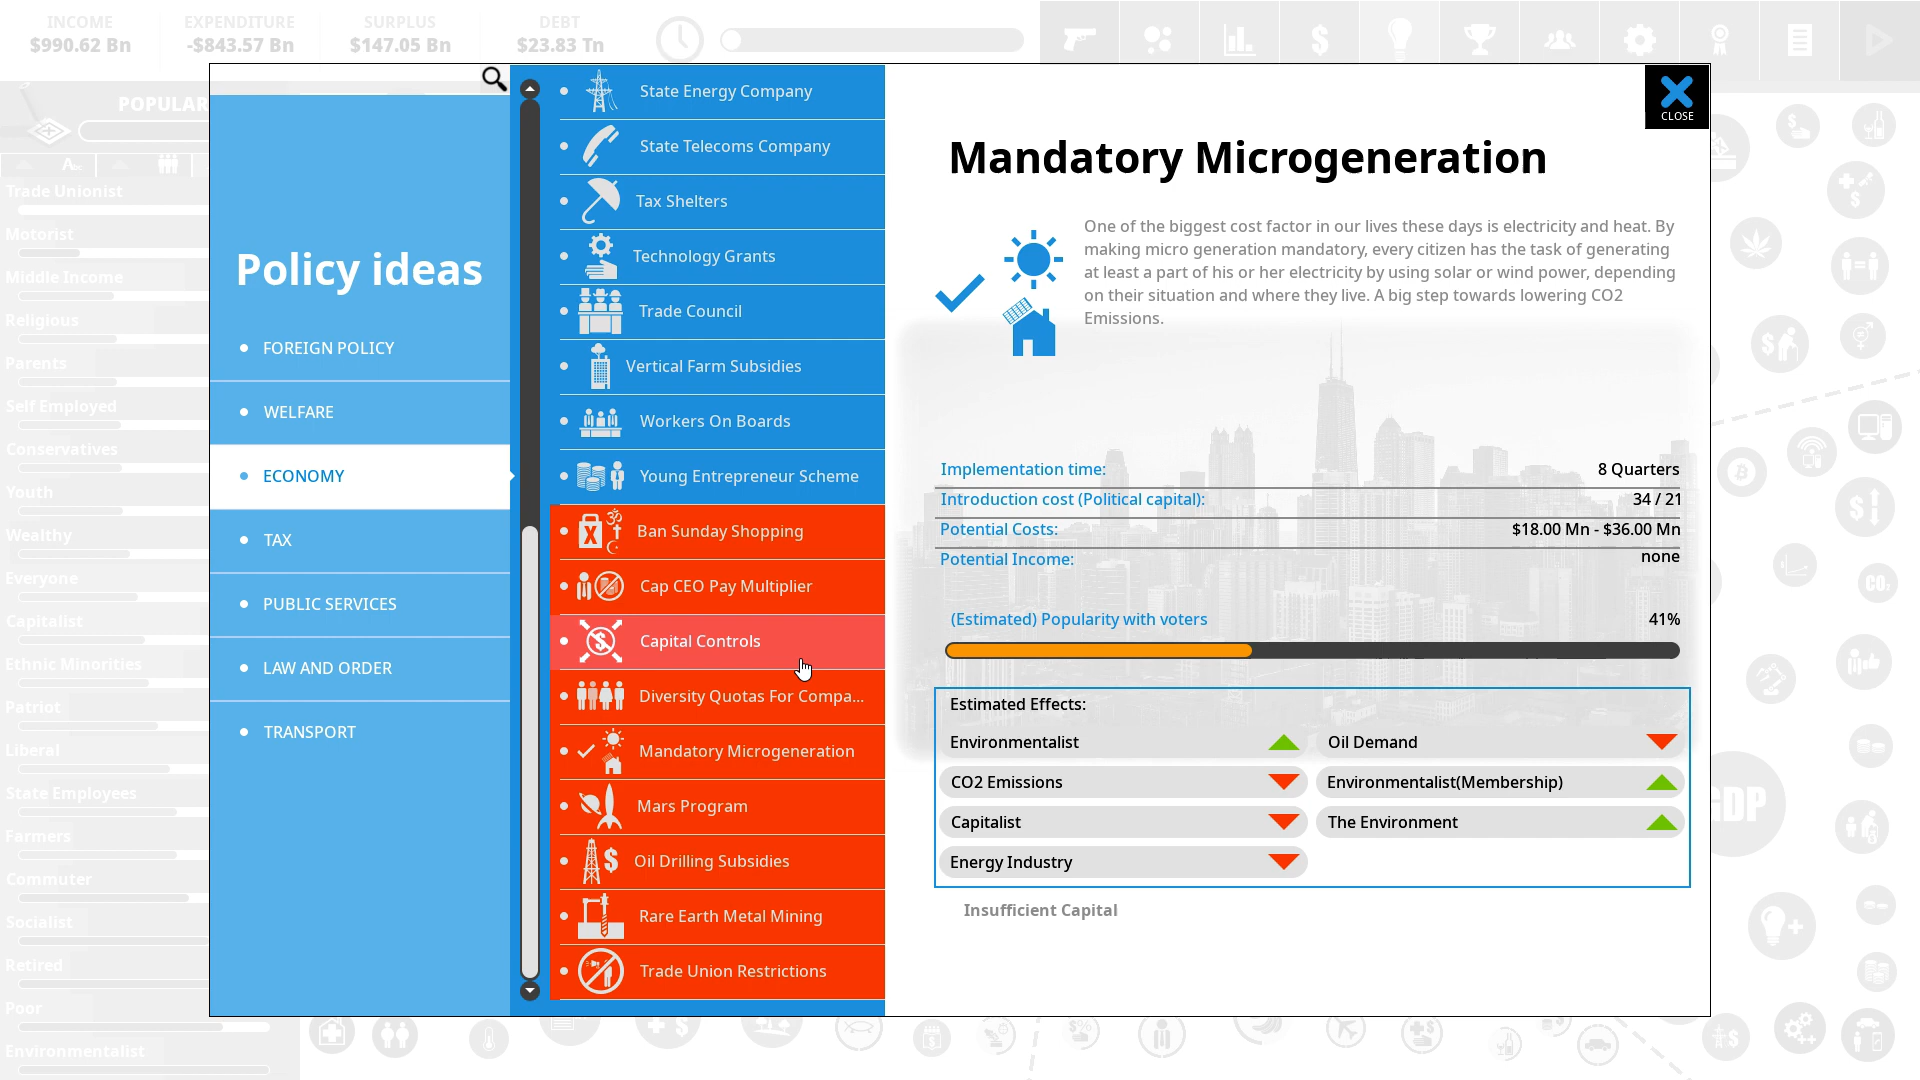 INCOME
$990.62 Bn
EXPENDITURE
-$843.57 Bn
SURPLUS
$147.05 Bn
DEBT
$23.83 Tn
POPULAR
Trade Unionist
Motorist
Middle Income
Religious
Parents
Self Employed
Conservatives
Youth
Wealthy
Everyone
Capitalist
Ethnic Minorities
Patriot
Liberal
State Employees
Farmers
Commuter
Socialist
Retired
Poor
Environmentalist
Policy ideas
FOREIGN POLICY
WELFARE
ECONOMY
TAX
PUBLIC SERVICES
LAW AND ORDER
TRANSPORT
State Energy Company
State Telecoms Company
Tax Shelters
Technology Grants
Trade Council
Vertical Farm Subsidies
Workers On Boards
Young Entrepreneur Scheme
Ban Sunday Shopping
Cap CEO Pay Multiplier
Capital Controls
Diversity Quotas For Compa...
Mandatory Microgeneration
Mars Program
Oil Drilling Subsidies
Rare Earth Metal Mining
Trade Union Restrictions
CLOSE
Mandatory Microgeneration
One of the biggest cost factor in our lives these days is electricity and heat. By
making micro generation mandatory, every citizen has the task of generating
at least a part of his or her electricity by using solar or wind power, depending
on their situation and where they live. A big step towards lowering CO2
Emissions.
Implementation time: 8 Quarters
Introduction cost (Political capital): 34 / 21
Potential Costs: $18.00 Mn - $36.00 Mn
Potential Income: none
(Estimated) Popularity with voters 41%
Estimated Effects:
Environmentalist
Oil Demand
CO2 Emissions
Environmentalist(Membership)
Capitalist
The Environment
Energy Industry
Insufficient Capital
GDP
CO2